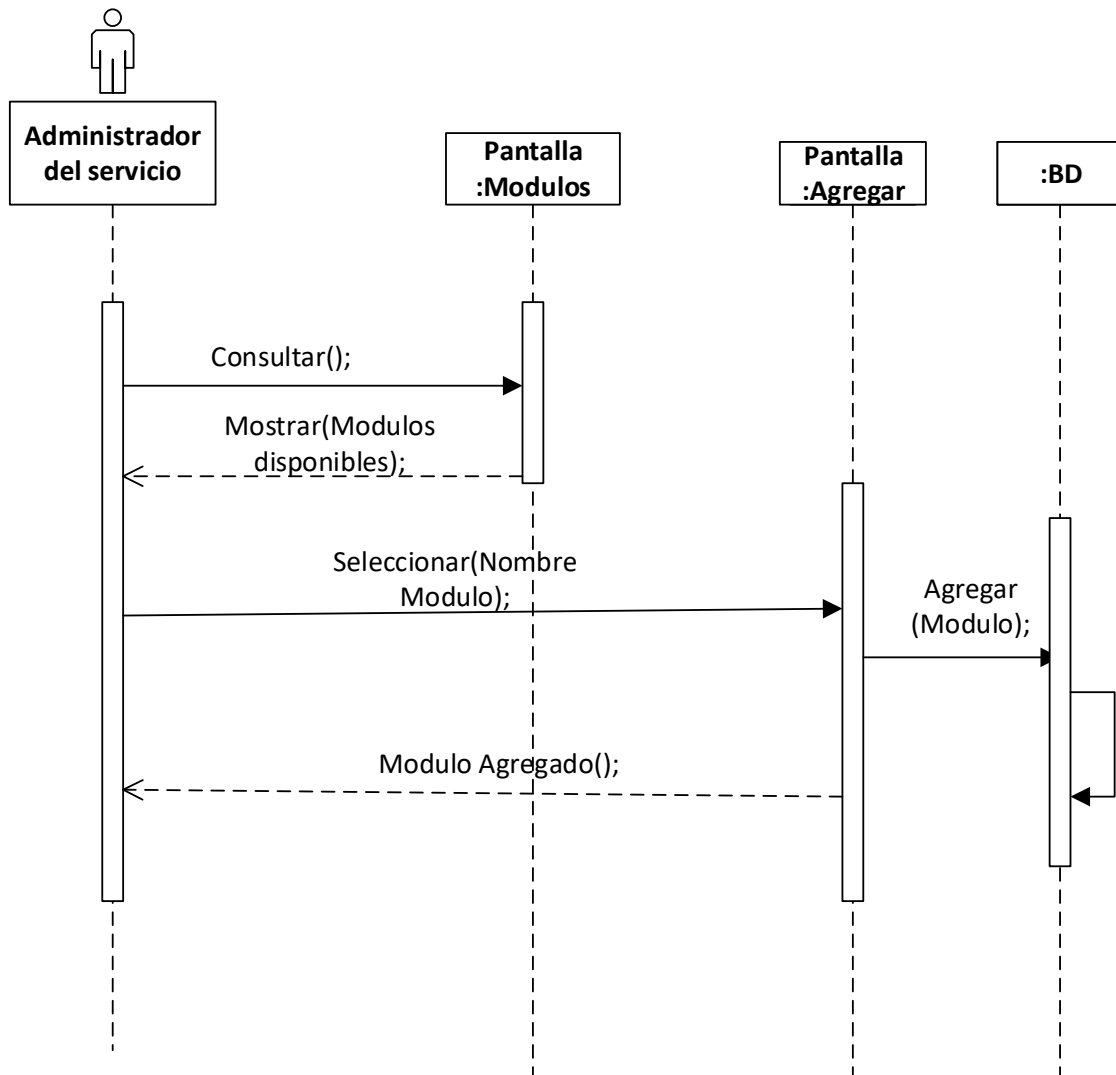 Administrador
del servicio
Pantalla
:Modulos
Pantalla
:Agregar
:BD
Consultar();
Mostrar(Modulos
disponibles);
Seleccionar(Nombre
Modulo);
Agregar
(Modulo);
Modulo Agregado();